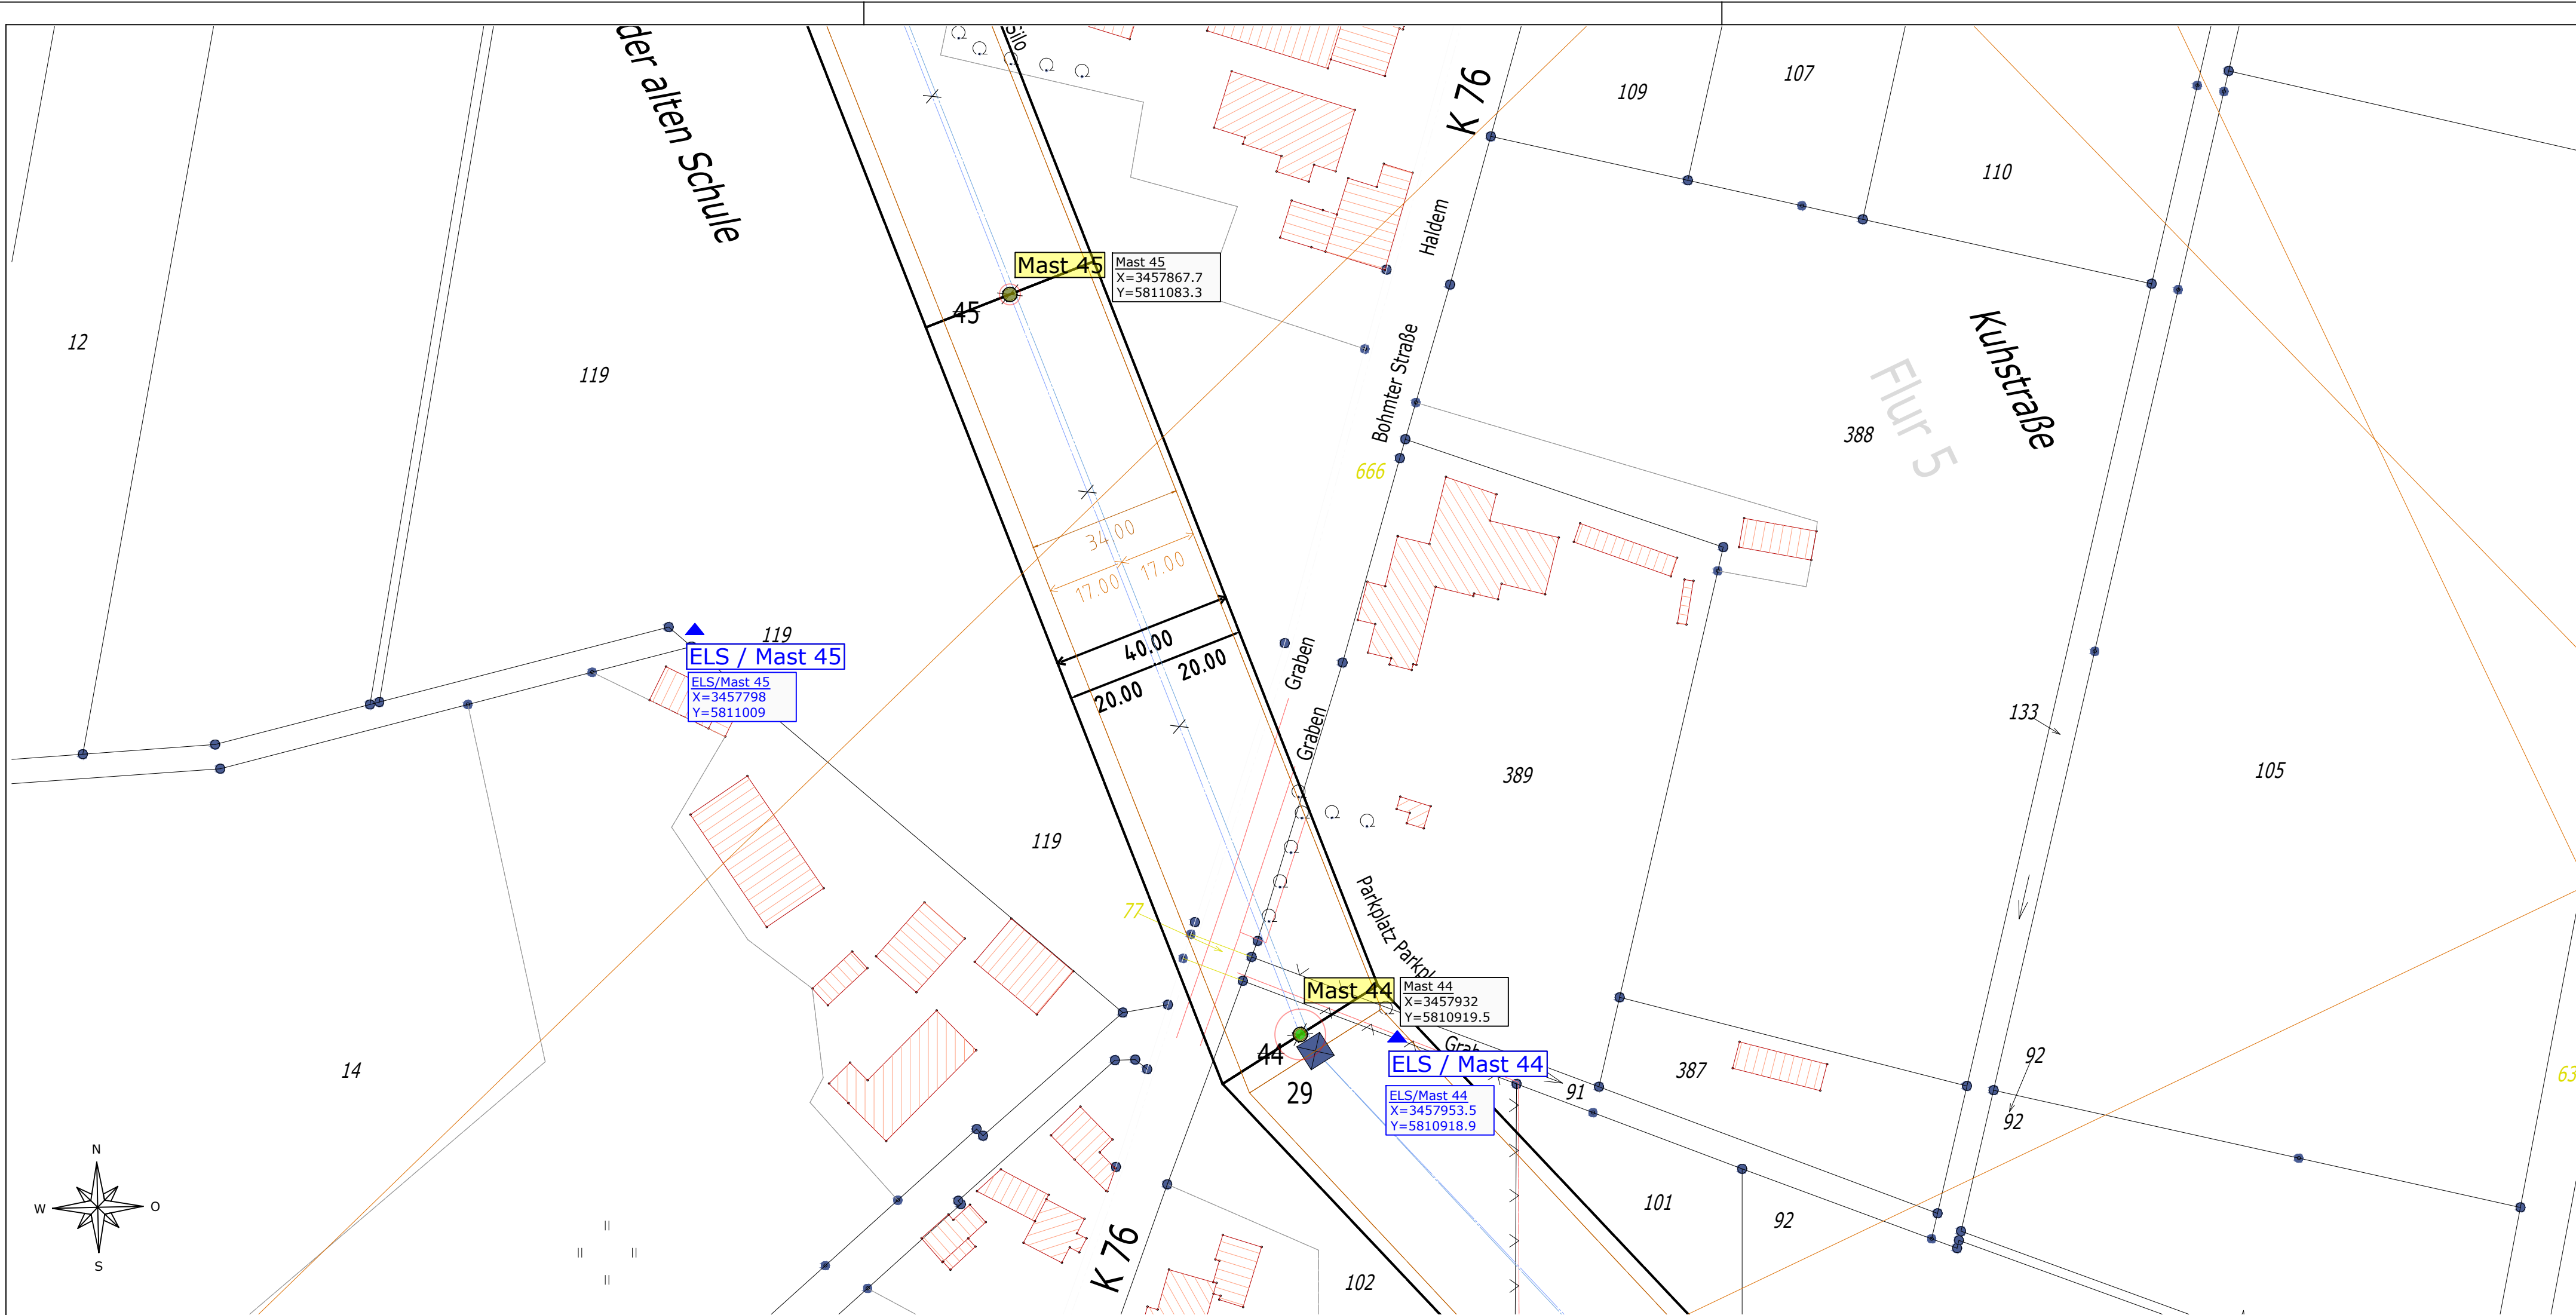 Silo
der alten Schule
K 76
109
107
110
Haldem
Mast 45
Mast 45
X=3457867.7
Y=5811083.3
45
12
119
Bohmter Straße
Kuhstraße
Flur 5
388
666
34.00
17.00
17.00
119
40.00
20.00
20.00
Graben
ELS / Mast 45
ELS/Mast 45
X=3457798
Y=5811009
Graben
133
389
105
119
77
Parkplatz
Mast 44
Mast 44
X=3457932
Y=5810919.5
44
29
ELS / Mast 44
ELS/Mast 44
X=3457953.5
Y=5810918.9
14
387
91
92
92
63
101
92
K 76
102
N
W
O
S